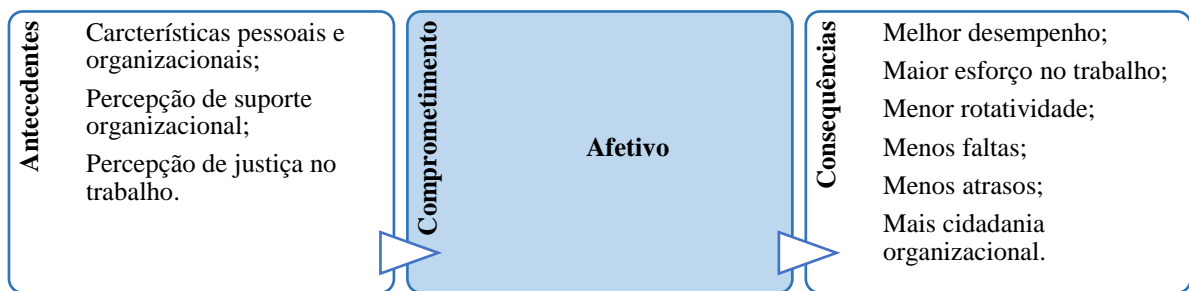 Antecedentes
Carcterísticas pessoais e
organizacionais;
Percepção de suporte
organizacional;
Percepção de justiça no
trabalho.
Comprometimento
Afetivo
Consequências
Melhor desempenho;
Maior esforço no trabalho;
Menor rotatividade;
Menos faltas;
Menos atrasos;
Mais cidadania
organizacional.